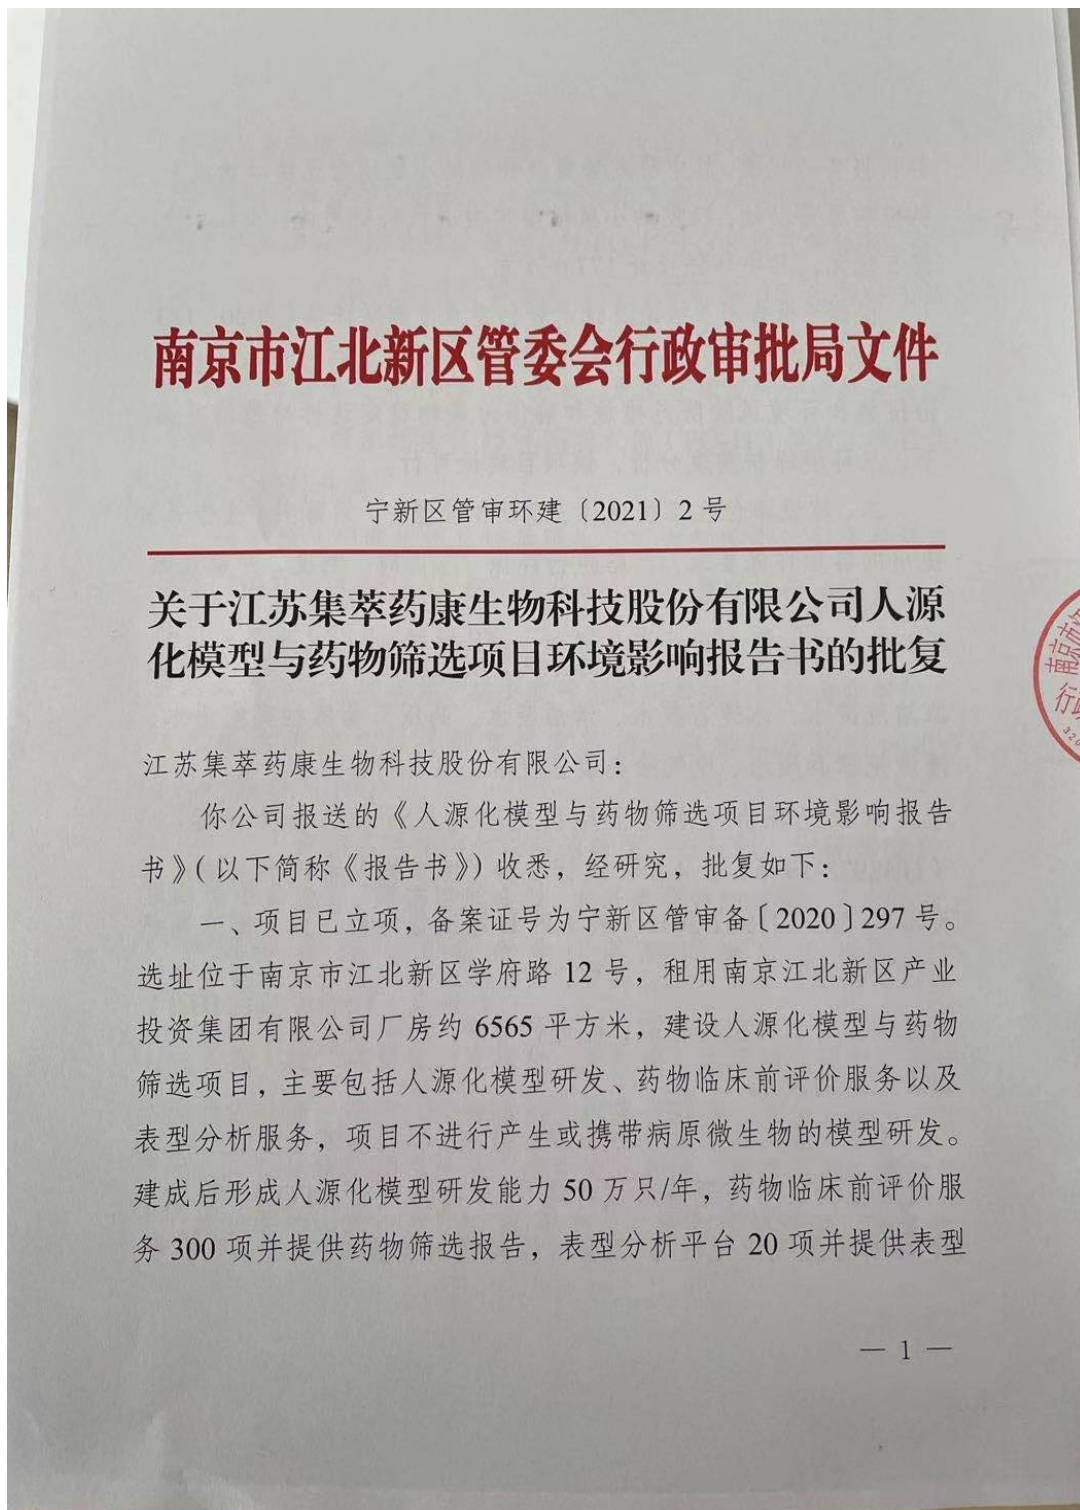 南京市江北新区管委会行政审批局文件
宁新区管审环建〔2021〕2号
关于江苏集萃药康生物科技股份有限公司人源
化模型与药物筛选项目环境影响报告书的批复
江苏集萃药康生物科技股份有限公司：
你公司报送的《人源化模型与药物筛选项目环境影响报告
书》（以下简称《报告书》）收悉，经研究，批复如下：
一、项目已立项，备案证号为宁新区管审备〔2020〕297号。
选址位于南京市江北新区学府路12号，租用南京江北新区产业
投资集团有限公司厂房约6565平方米，建设人源化模型与药物
筛选项目，主要包括人源化模型研发、药物临床前评价服务以及
表型分析服务，项目不进行产生或携带病原微生物的模型研发。
建成后形成人源化模型研发能力50万只/年，药物临床前评价服
务300项并提供药物筛选报告，表型分析平台20项并提供表型
— 1 —
南京市
行政
320